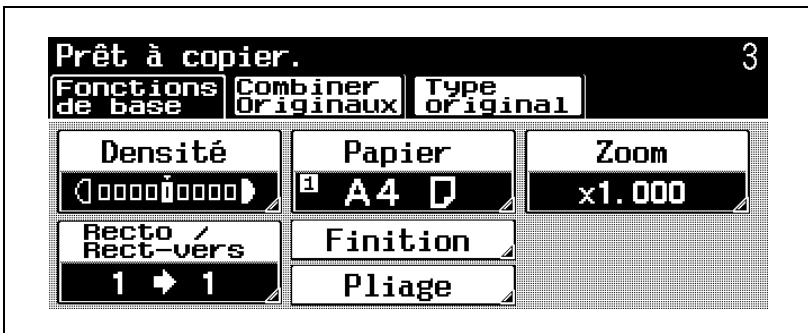 Prêt à copier. 3
Fonctions de base
Combiner Originaux
Type original
Densité
Papier
Zoom
1 A4
x1.000
Recto / Rect-vers
Finition
1 → 1
Pliage